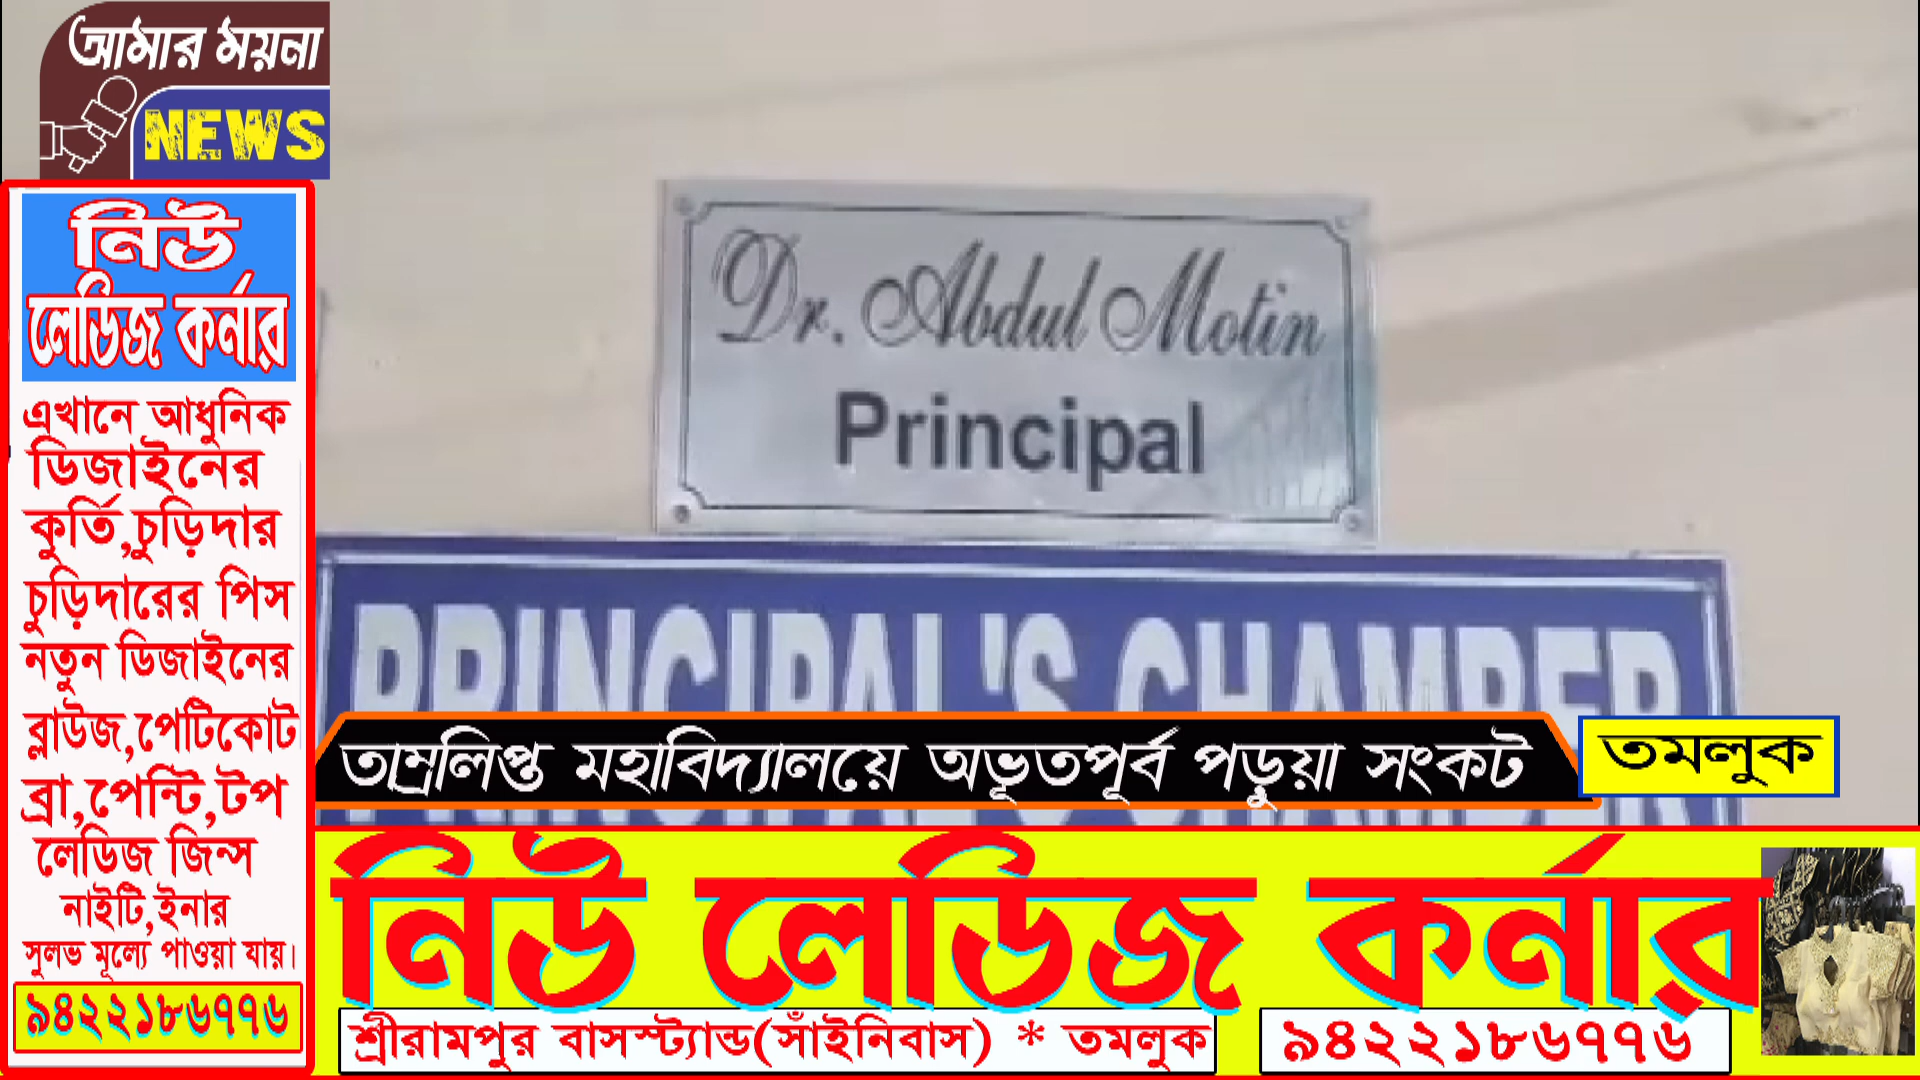 আমার ময়না
NEWS
নিউ
লেডিজ কর্নার
এখানে আধুনিক
ডিজাইনের
কুর্তি,চুড়িদার
চুড়িদারের পিস
নতুন ডিজাইনের
ব্লাউজ,পেটিকোট
ব্রা,পেন্টি,টপ
লেডিজ জিন্স
নাইটি,ইনার
সুলভ মূল্যে পাওয়া যায়।
৯৪২২১৮৬৭৭৬
Dr. Abdul Motin
Principal
PRINCIPAL'S CHAMBER
তাম্রলিপ্ত মহাবিদ্যালয়ে অভূতপূর্ব পড়ুয়া সংকট
তমলুক
নিউ লেডিজ কর্নার
শ্রীরামপুর বাসস্ট্যান্ড(সাঁইনিবাস) * তমলুক
৯৪২২১৮৬৭৭৬